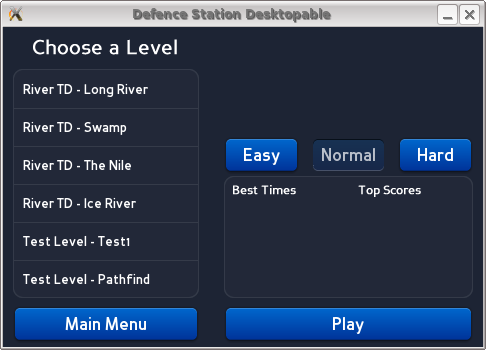 Defence Station Desktopable
Choose a Level
River TD - Long River
River TD - Swamp
River TD - The Nile
River TD - Ice River
Test Level - Test1
Test Level - Pathfind
Easy Normal Hard
Best Times Top Scores
Main Menu Play